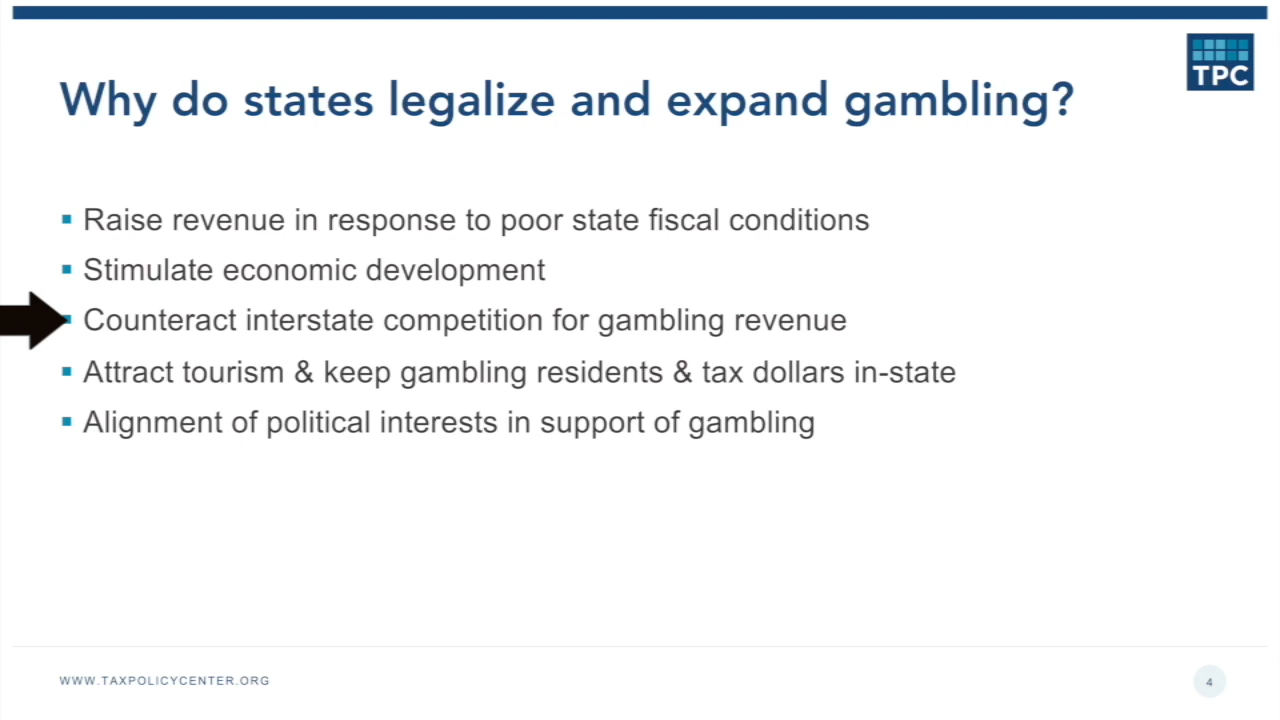 TPC
Why do states legalize and expand gambling?
Raise revenue in response to poor state fiscal conditions
Stimulate economic development
Counteract interstate competition for gambling revenue
Attract tourism & keep gambling residents & tax dollars in-state
Alignment of political interests in support of gambling
WWW.TAXPOLICYCENTER.ORG
4